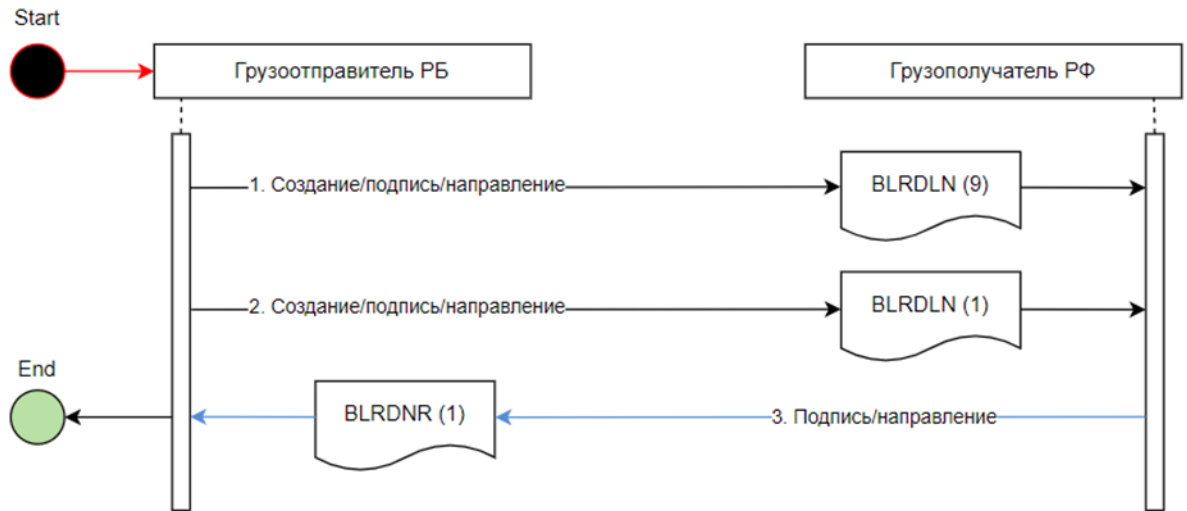 Start
Грузоотправитель РБ
Грузополучатель РФ
1. Создание/подпись/направление
BLRDLN (9)
2. Создание/подпись/направление
BLRDLN (1)
End
BLRDNR (1)
3. Подпись/направление